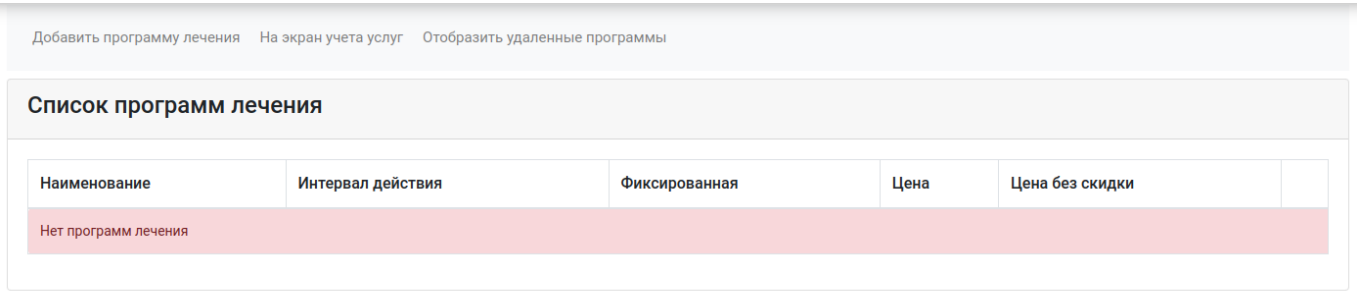 Добавить программу лечения На экран учета услуг Отобразить удаленные программы
Список программ лечения
Наименование Интервал действия Фиксированная Цена Цена без скидки
Нет программ лечения